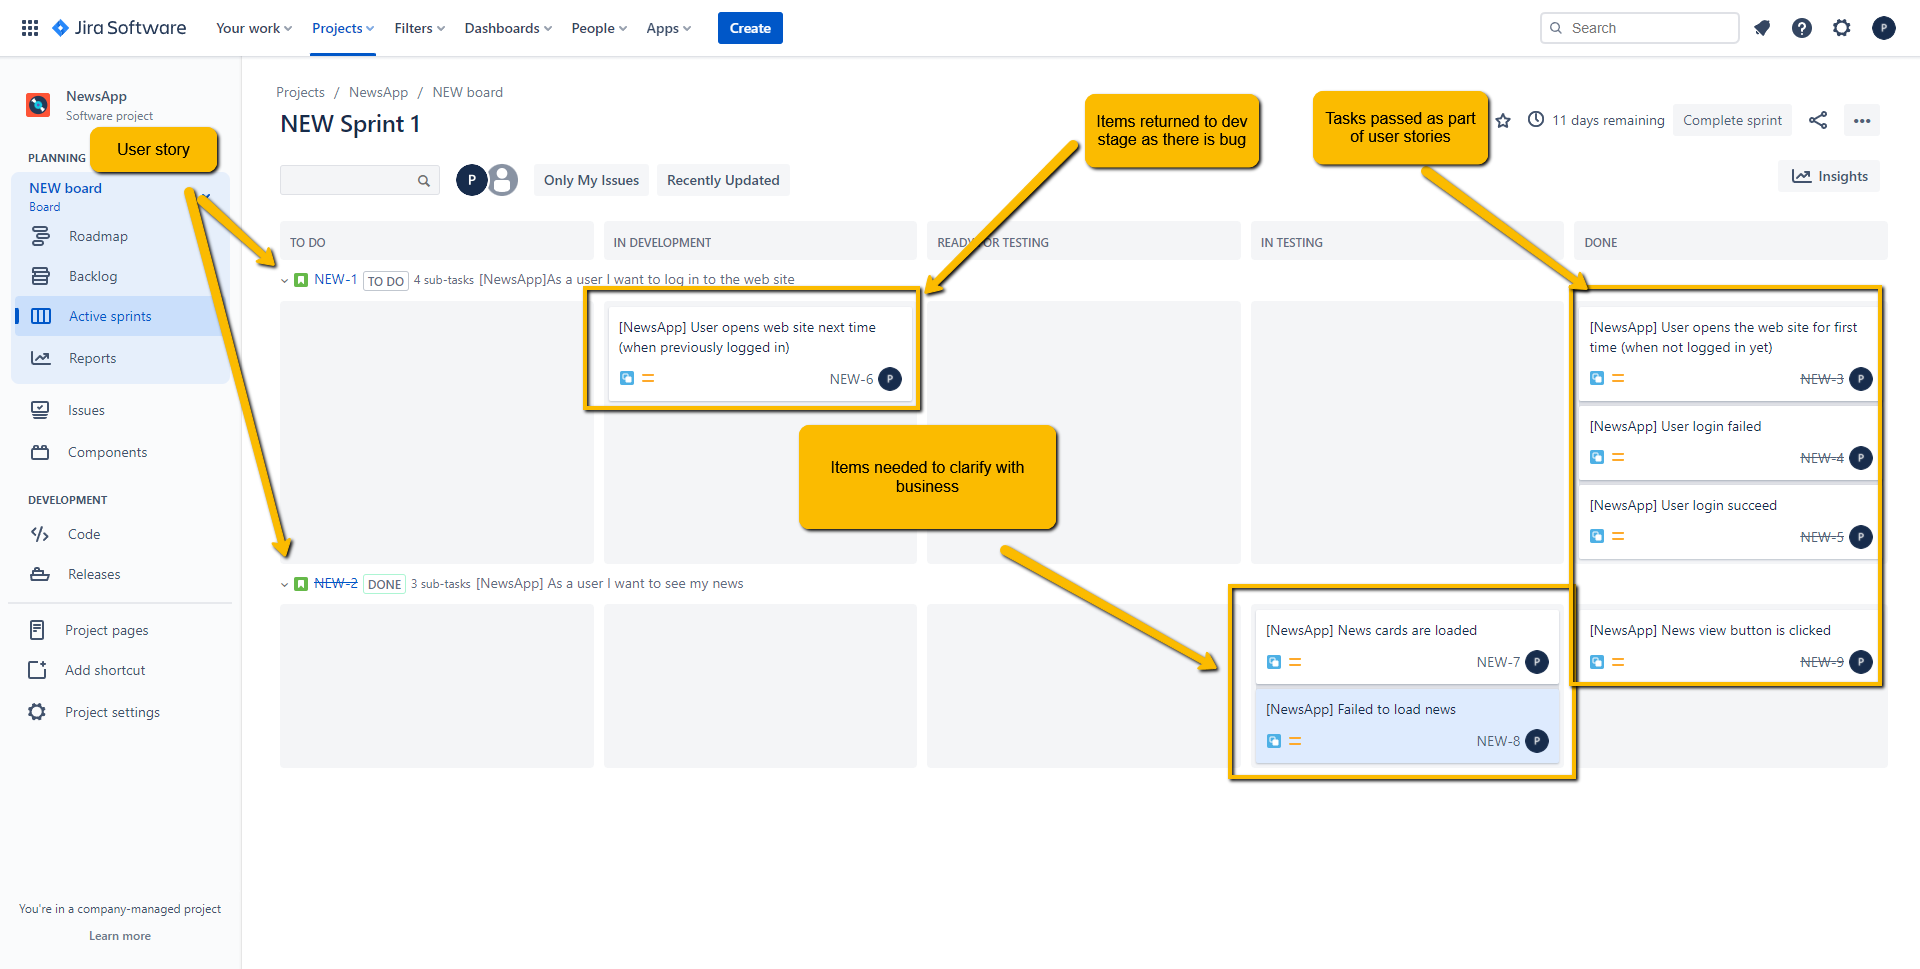 Jira Software
Your work
Projects
Filters
Dashboards
People
Apps
Create
Search
P
NewsApp
Software project
PLANNING
User story
NEW board
Board
Roadmap
Backlog
Active sprints
Reports
Issues
Components
DEVELOPMENT
Code
Releases
Project pages
Add shortcut
Project settings
You're in a company-managed project
Learn more
Projects / NewsApp / NEW board
NEW Sprint 1
Items returned to dev
stage as there is bug
Tasks passed as part
of user stories
11 days remaining
Complete sprint
P
Only My Issues
Recently Updated
Insights
TO DO
IN DEVELOPMENT
READY FOR TESTING
IN TESTING
DONE
NEW-1 TO DO 4 sub-tasks [NewsApp]As a user I want to log in to the web site
[NewsApp] User opens web site next time
(when previously logged in)
NEW-6 P
[NewsApp] User opens the web site for first
time (when not logged in yet)
NEW-3 P
[NewsApp] User login failed
NEW-4 P
[NewsApp] User login succeed
NEW-5 P
Items needed to clarify with
business
NEW-2 DONE 3 sub-tasks [NewsApp] As a user I want to see my news
[NewsApp] News cards are loaded
NEW-7 P
[NewsApp] Failed to load news
NEW-8 P
[NewsApp] News view button is clicked
NEW-9 P